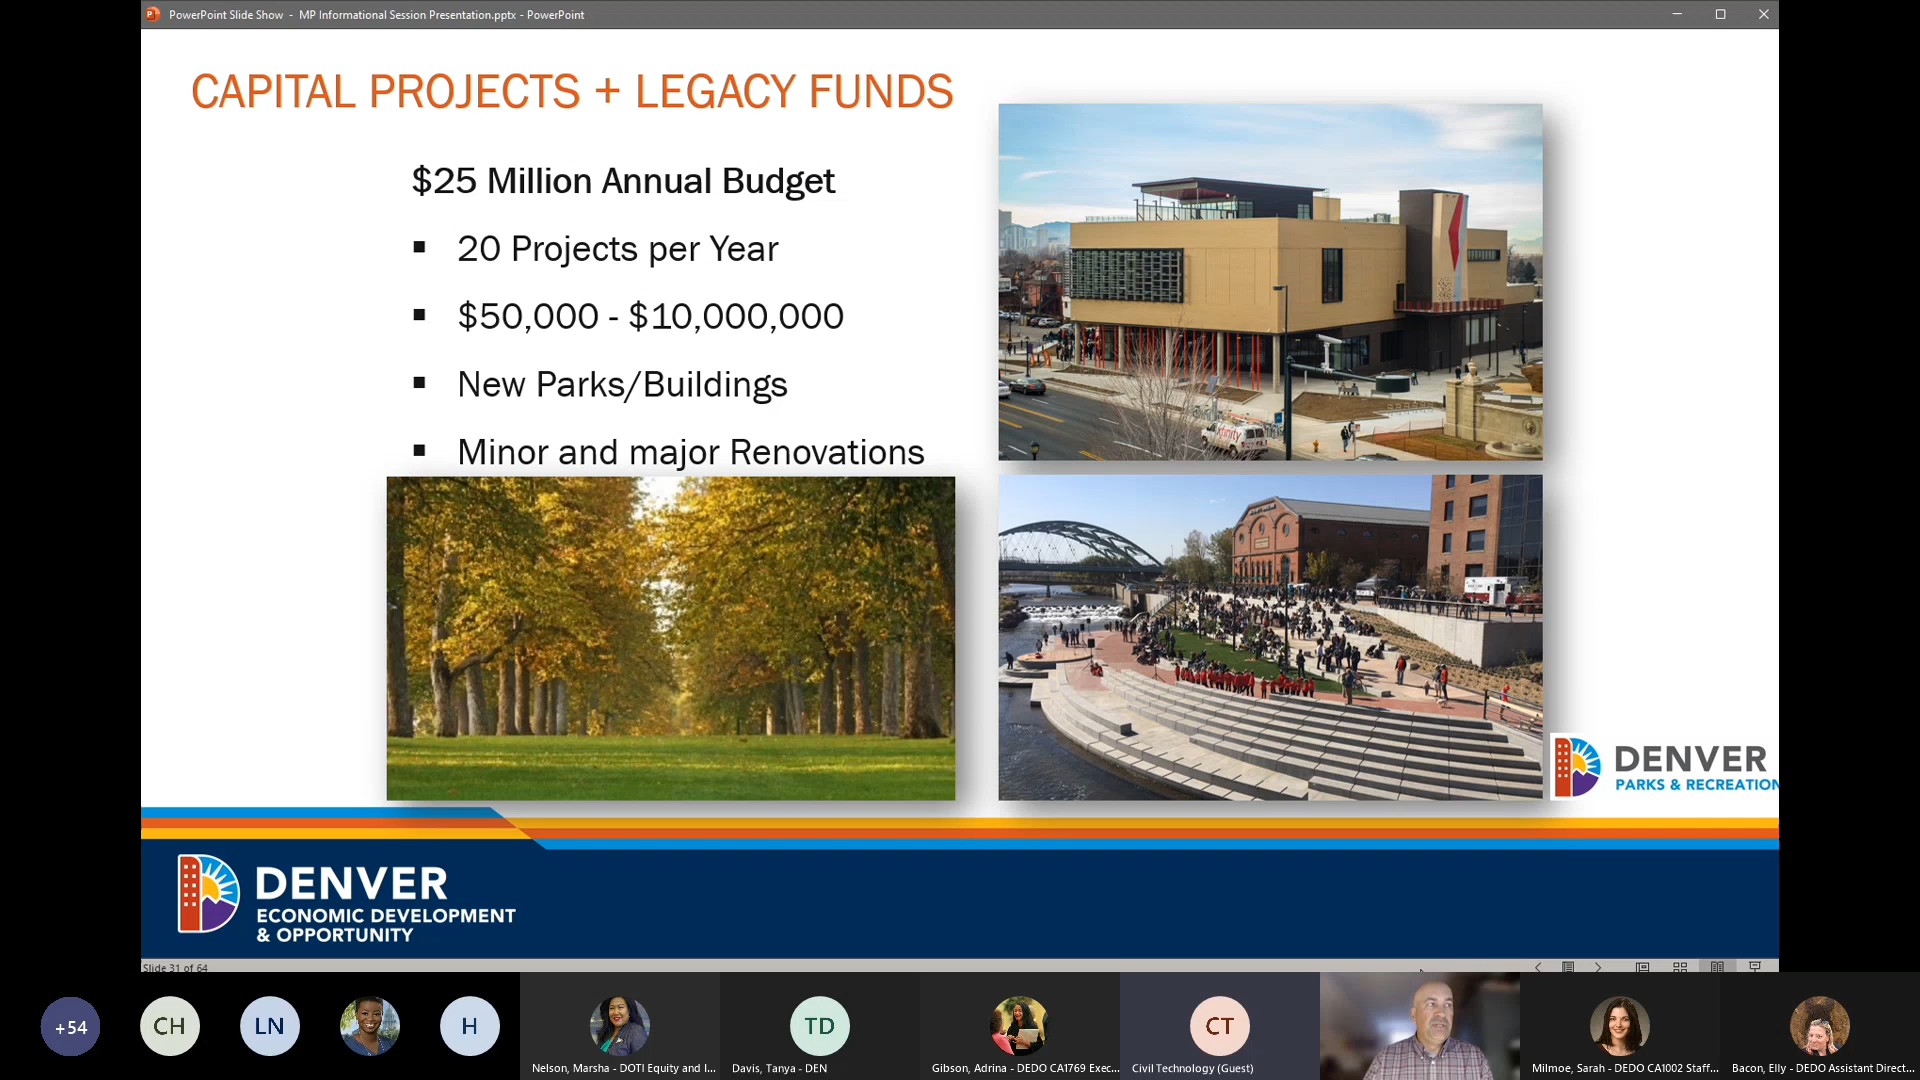 PowerPoint Slide Show - MP Informational Session Presentation.pptx - PowerPoint
CAPITAL PROJECTS + LEGACY FUNDS
$25 Million Annual Budget
▪ 20 Projects per Year
▪ $50,000 - $10,000,000
▪ New Parks/Buildings
▪ Minor and major Renovations
xfinity
DENVER
PARKS & RECREATION
DENVER
ECONOMIC DEVELOPMENT
& OPPORTUNITY
Slide 31 of 64
+54
CH
LN
H
TD
CT
Nelson, Marsha - DOTI Equity and I...
Davis, Tanya - DEN
Gibson, Adrina - DEDO CA1769 Exec...
Civil Technology (Guest)
Milmoe, Sarah - DEDO CA1002 Staff...
Bacon, Elly - DEDO Assistant Direct...